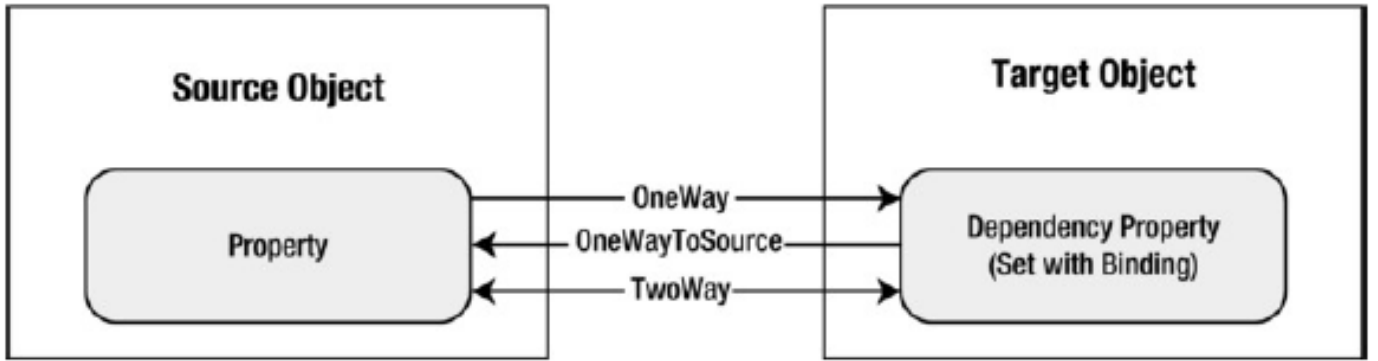 Source Object
Target Object
Property
OneWay
OneWayToSource
TwoWay
Dependency Property
(Set with Binding)